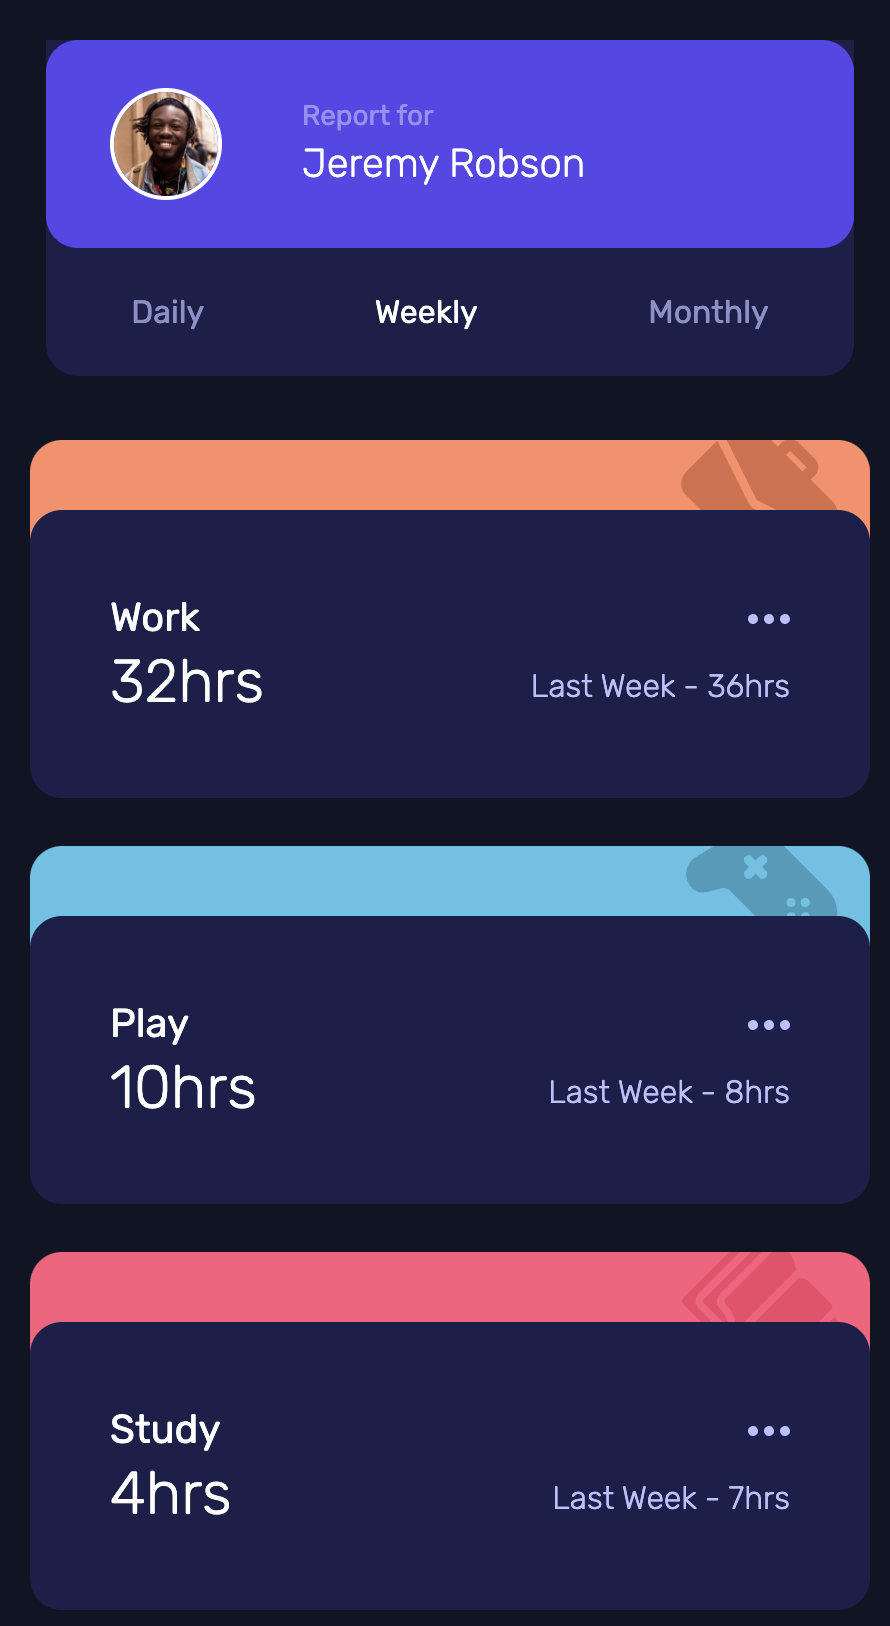 Report for
Jeremy Robson
Daily Weekly Monthly
Work
32hrs Last Week - 36hrs
Play
10hrs Last Week - 8hrs
Study
4hrs Last Week - 7hrs